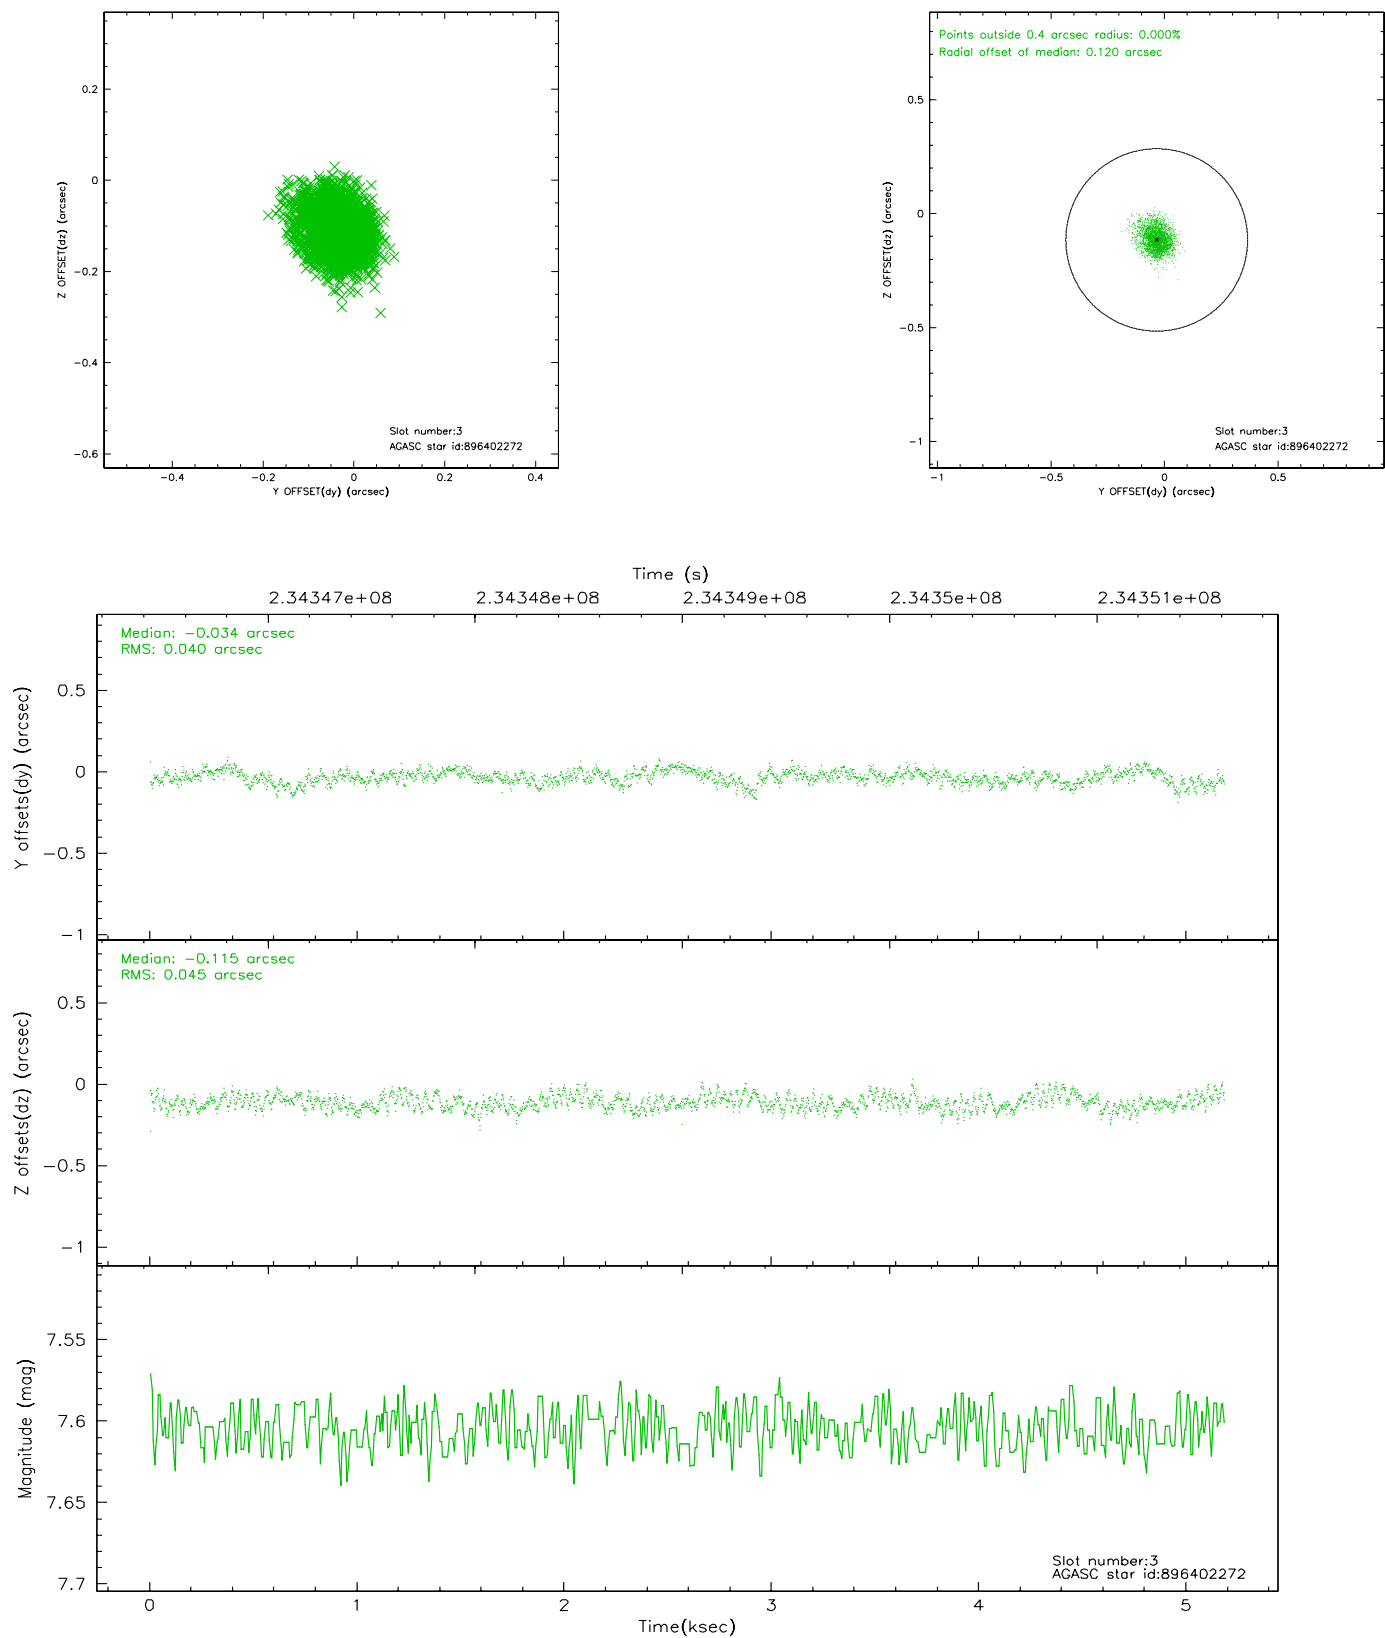 0.2
0
−0.2
−0.4
−0.6
Z OFFSET(dz) (arcsec)
Slot number:3
AGASC star id:896402272
−0.4
−0.2
0
0.2
0.4
Y OFFSET(dy) (arcsec)
Points outside 0.4 arcsec radius: 0.000%
Radial offset of median: 0.120 arcsec
0.5
0
−0.5
−1
Z OFFSET(dz) (arcsec)
Slot number:3
AGASC star id:896402272
−1
−0.5
0
0.5
Y OFFSET(dy) (arcsec)
Time (s)
2.34347e+08
2.34348e+08
2.34349e+08
2.3435e+08
2.34351e+08
Median: −0.034 arcsec
RMS: 0.040 arcsec
0.5
0
−0.5
−1
Y offsets(dy) (arcsec)
Median: −0.115 arcsec
RMS: 0.045 arcsec
0.5
0
−0.5
−1
Z offsets(dz) (arcsec)
7.55
7.6
7.65
7.7
Magnitude (mag)
Slot number:3
AGASC star id:896402272
0
1
2
3
4
5
Time(ksec)